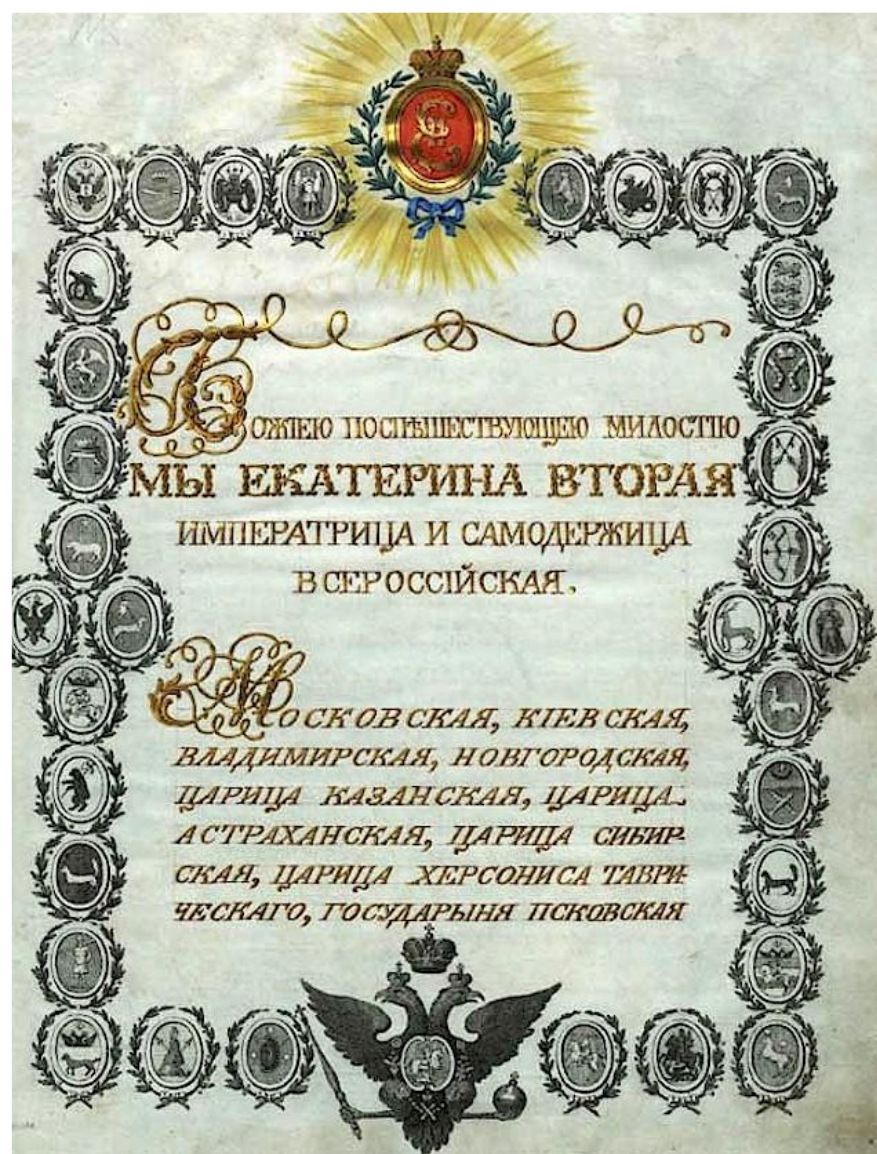 БОЖІЕЮ ПОСПѢШЕСТВУЮЩЕЮ МИЛОСТІЮ
МЫ ЕКАТЕРИНА ВТОРАЯ
ИМПЕРАТРИЦА И САМОДЕРЖИЦА
ВСЕРОССІЙСКАЯ.
МОСКОВСКАЯ, КІЕВСКАЯ,
ВЛАДИМИРСКАЯ, НОВГОРОДСКАЯ,
ЦАРИЦА КАЗАНСКАЯ, ЦАРИЦА
АСТРАХАНСКАЯ, ЦАРИЦА СИБИР-
СКАЯ, ЦАРИЦА ХЕРСОНИСА ТАВРИ-
ЧЕСКАГО, ГОСУДАРЫНЯ ПСКОВСКАЯ